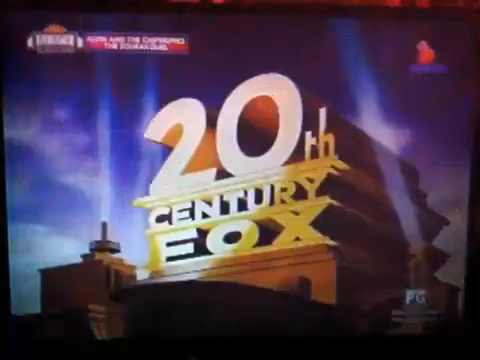 ALVIN AND THE CHIPMUNKS
THE SQUEAKQUEL
20th
CENTURY
FOX
PG